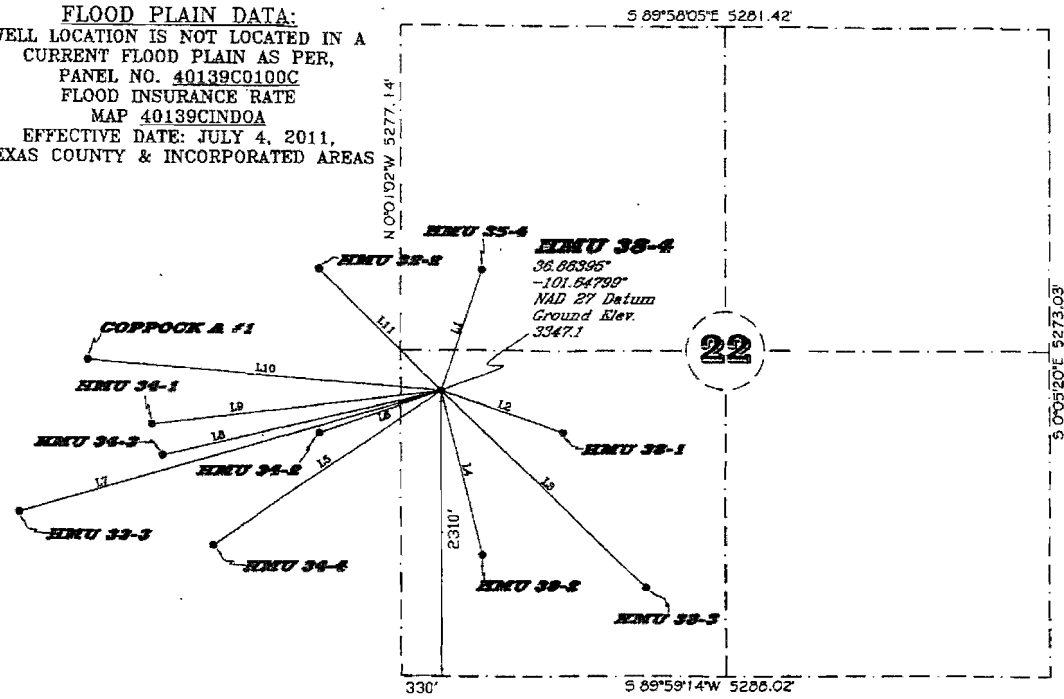 FLOOD PLAIN DATA:
WELL LOCATION IS NOT LOCATED IN A
CURRENT FLOOD PLAIN AS PER,
PANEL NO. 40139C0100C
FLOOD INSURANCE RATE
MAP 40139CIND0A
EFFECTIVE DATE: JULY 4, 2011,
TEXAS COUNTY & INCORPORATED AREAS
S 89°58'05"E 5281.42'
N 0°01'02"W 5277.14'
HMU 35-4
HMU 32-2
HMU 38-4
36.86396°
-101.64799°
NAD 27 Datum
Ground Elev.
3347.1
L11
L1
COPPOCK A #1
22
S 0°05'20"E 5273.03'
L10
HMU 34-1
L9
L6
L2
HMU 34-3
L8
HMU 38-1
HMU 34-2
L5
L4
L3
L7
HMU 33-3
2310'
HMU 34-4
HMU 38-2
HMU 38-3
330'
S 89°59'14"W 5288.02'